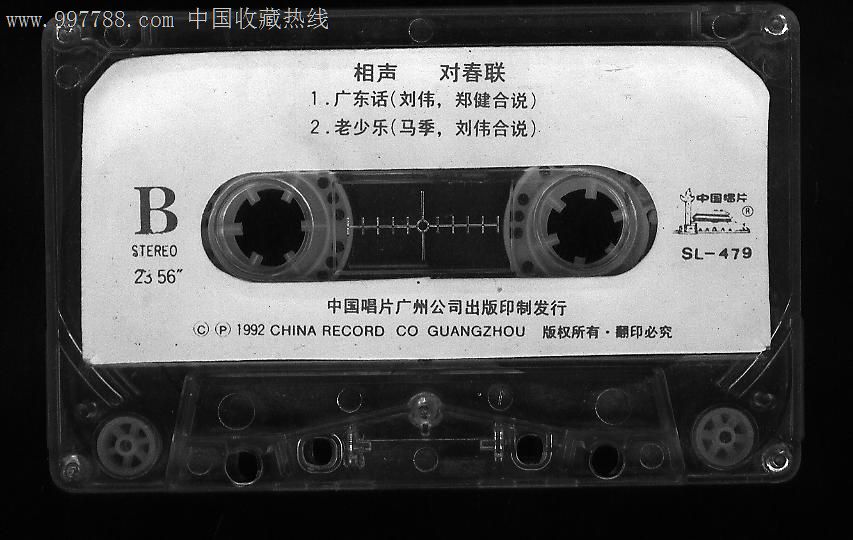 www.997788.com 中国收藏热线
相声 对春联
1.广东话(刘伟，郑健合说)
2.老少乐(马季，刘伟合说)
B
STEREO
23′56″
中国唱片
®
SL-479
中国唱片广州公司出版印制发行
© ℗ 1992 CHINA RECORD CO GUANGZHOU 版权所有·翻印必究